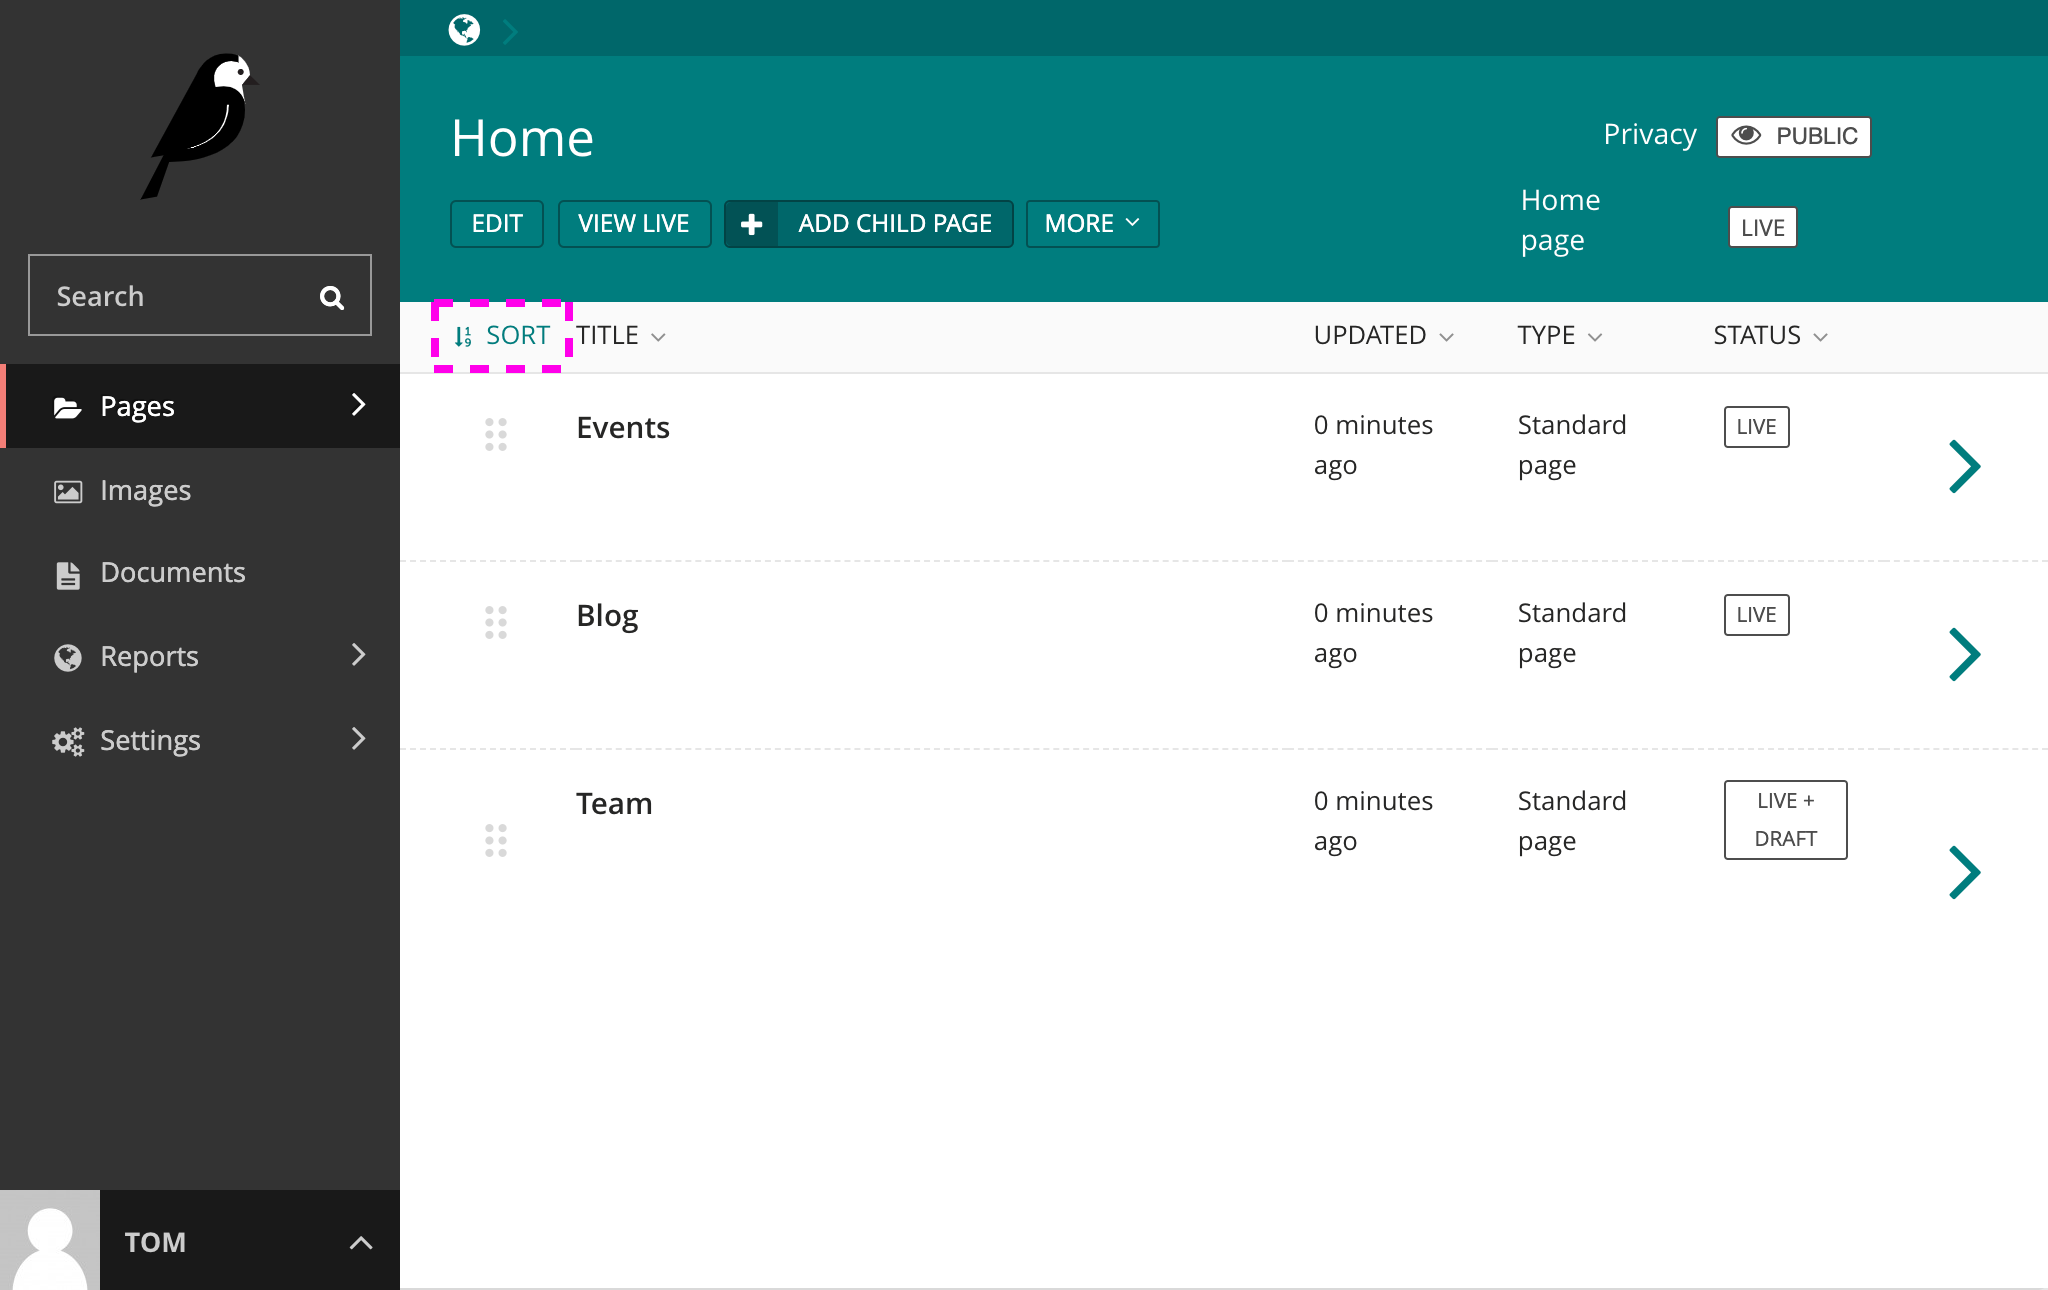 Search
Pages
Images
Documents
Reports
Settings
TOM
Home
Privacy PUBLIC
EDIT VIEW LIVE ADD CHILD PAGE MORE
Home
page
LIVE
SORT TITLE UPDATED TYPE STATUS
Events
0 minutes
ago
Standard
page
LIVE
Blog
0 minutes
ago
Standard
page
LIVE
Team
0 minutes
ago
Standard
page
LIVE +
DRAFT